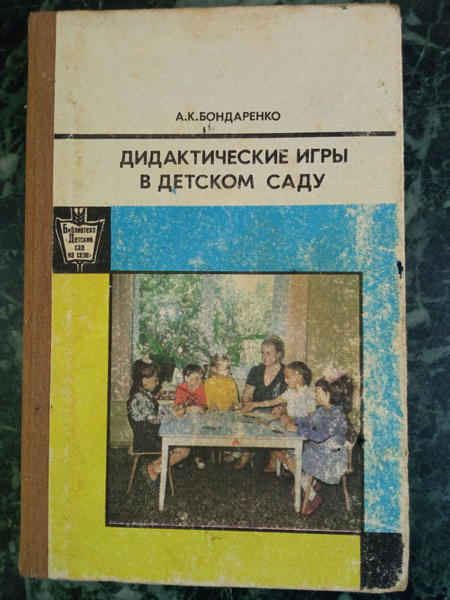 А.К.БОНДАРЕНКО
ДИДАКТИЧЕСКИЕ ИГРЫ
В ДЕТСКОМ САДУ
Библиотека
«Детский
сад
на селе»